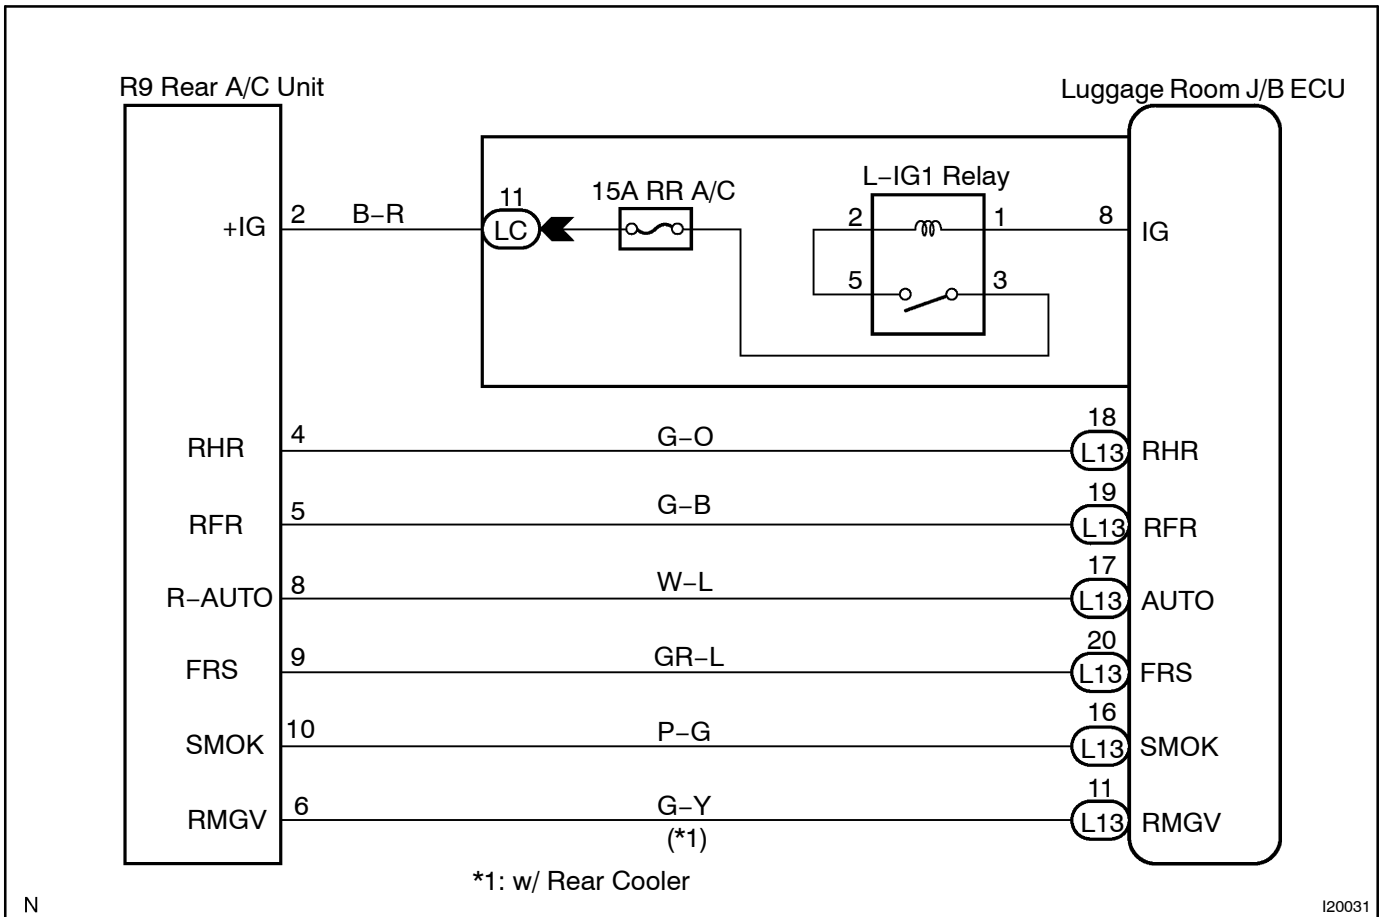 R9 Rear A/C Unit
Luggage Room J/B ECU
11
15A RR A/C
L−IG1 Relay
+IG
2
B−R
LC
2
1
8
IG
5
3
RHR
4
G−O
18
L13
RHR
RFR
5
G−B
19
L13
RFR
R−AUTO
8
W−L
17
L13
AUTO
FRS
9
GR−L
20
L13
FRS
SMOK
10
P−G
16
L13
SMOK
RMGV
6
G−Y
(*1)
11
L13
RMGV
*1: w/ Rear Cooler
N
I20031